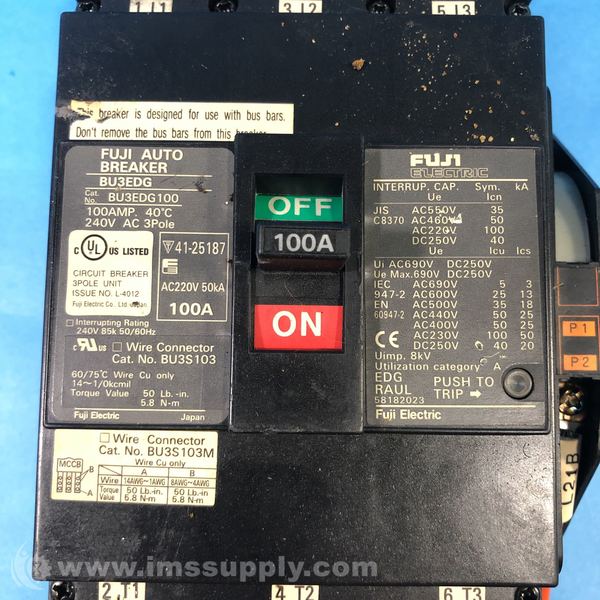 1 L1 3 L2 5 L3
This breaker is designed for use with bus bars.
Don't remove the bus bars from this breaker
FUJI AUTO
BREAKER
BU3EDG
Cat. No. BU3EDG100
100AMP. 40°C
240V AC 3Pole
C UL US LISTED
CIRCUIT BREAKER
3POLE UNIT
ISSUE NO. L-4012
Fuji Electric Co., Ltd. Japan
41-25187
AC220V 50kA
100A
Interrupting Rating
240V 85k 50/60Hz
Wire Connector
Cat. No. BU3S103
60/75°C Wire Cu only
14~1/0kcmil
Torque Value 50 Lb.-in.
5.8 N-m
Fuji Electric Japan
OFF
100A
ON
FUJI
ELECTRIC
INTERRUP. CAP. Sym. kA
Ue Icn
JIS AC550V 35
C8370 AC460V 50
AC220V 100
DC250V 40
Ue Icu Ics
Ui AC690V DC250V
Ue Max.690V DC250V
IEC AC690V 5 3
947-2 AC600V 25 13
EN AC500V 35 18
60947-2 AC440V 50 25
AC400V 50 25
AC230V 100 50
CE DC250V 40 20
Uimp. 8kV
Utilization category A
EDG PUSH TO
RAUL TRIP
58182023
Fuji Electric
P1
P2
L21B
Wire Connector
Cat. No. BU3S103M
MCCB
B
A
Wire Cu only
A B
Wire 14AWG~1AWG 8AWG~4AWG
Torque Value 50 Lb.-in. 5.8 N-m 50 Lb.-in. 5.8 N-m
www.imssupply.com
2 T1 4 T2 6 T3